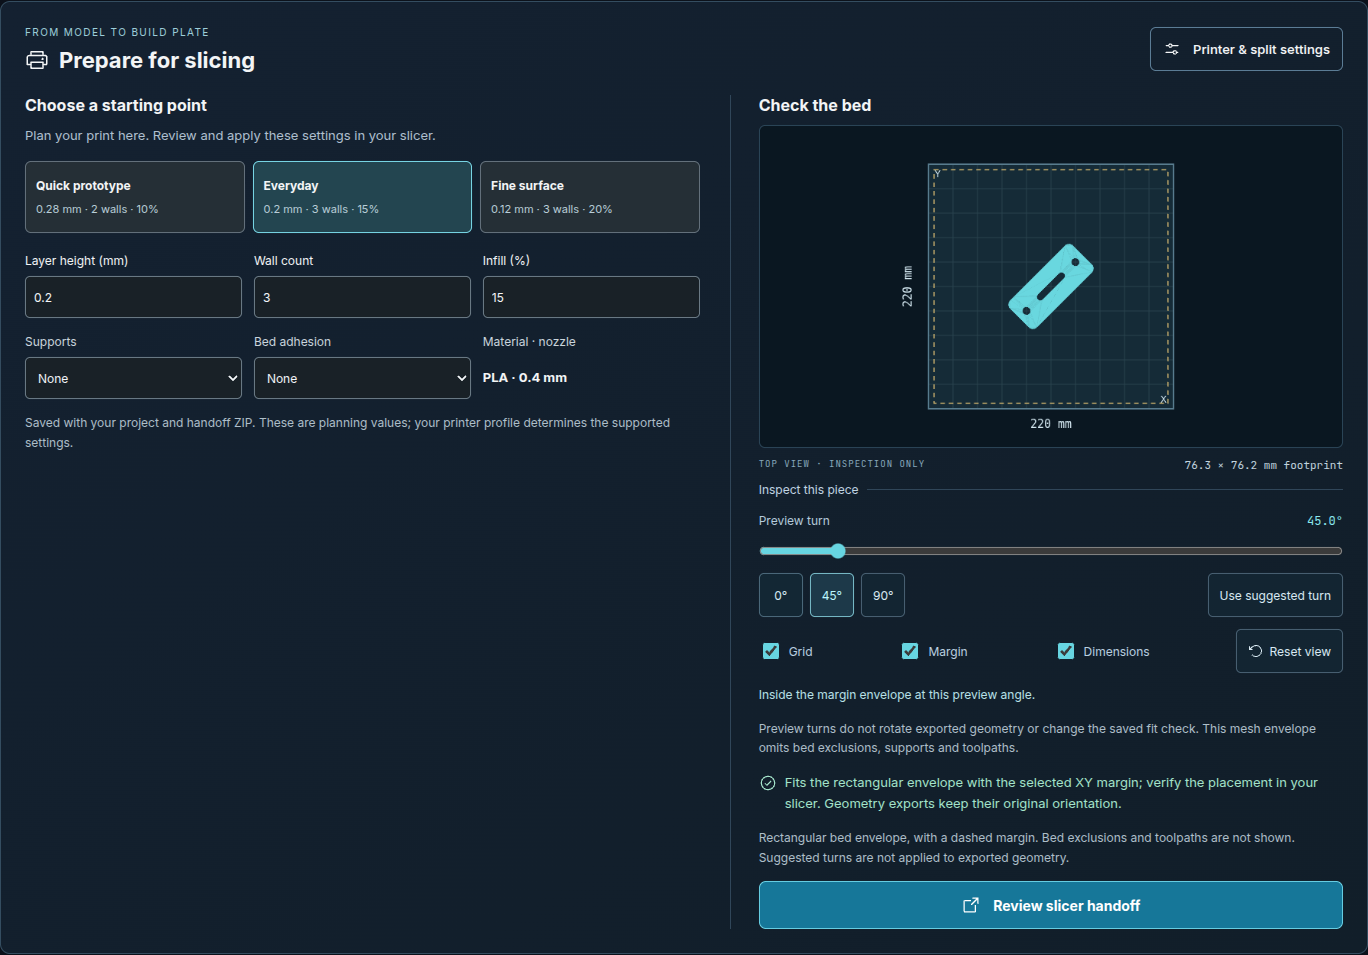 FROM MODEL TO BUILD PLATE
Prepare for slicing
Printer & split settings
Choose a starting point
Plan your print here. Review and apply these settings in your slicer.
Quick prototype
0.28 mm · 2 walls · 10%
Everyday
0.2 mm · 3 walls · 15%
Fine surface
0.12 mm · 3 walls · 20%
Layer height (mm)
Wall count
Infill (%)
0.2
3
15
Supports
Bed adhesion
Material · nozzle
None
None
PLA · 0.4 mm
Saved with your project and handoff ZIP. These are planning values; your printer profile determines the supported
settings.
Check the bed
Y
220 mm
X
220 mm
TOP VIEW · INSPECTION ONLY
76.3 × 76.2 mm footprint
Inspect this piece
Preview turn
45.0°
0°
45°
90°
Use suggested turn
Grid
Margin
Dimensions
Reset view
Inside the margin envelope at this preview angle.
Preview turns do not rotate exported geometry or change the saved fit check. This mesh envelope
omits bed exclusions, supports and toolpaths.
Fits the rectangular envelope with the selected XY margin; verify the placement in your
slicer. Geometry exports keep their original orientation.
Rectangular bed envelope, with a dashed margin. Bed exclusions and toolpaths are not shown.
Suggested turns are not applied to exported geometry.
Review slicer handoff